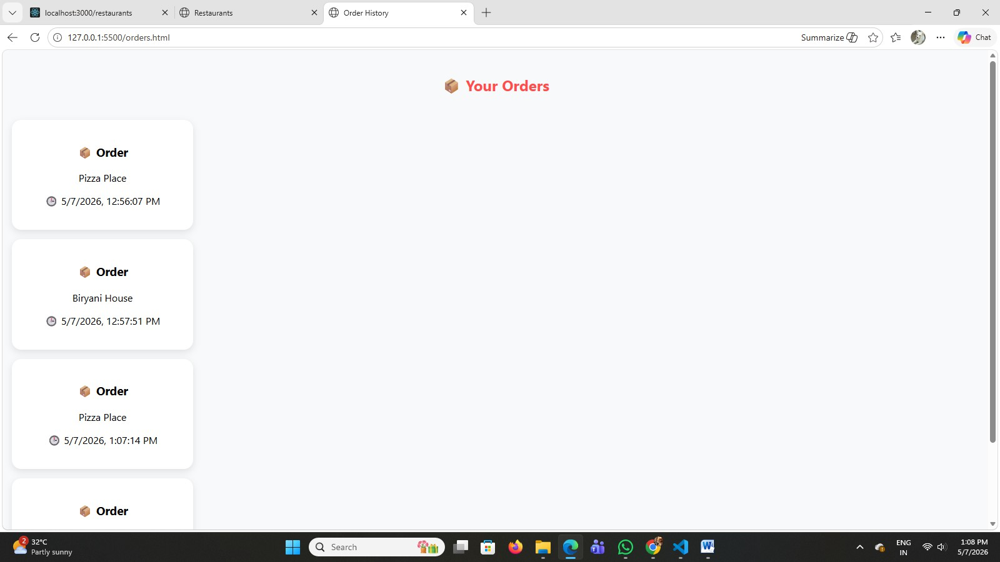 localhost:3000/restaurants
Restaurants
Order History
127.0.0.1:5500/orders.html
Summarize
Chat
📦 Your Orders
📦 Order
Pizza Place
🕒 5/7/2026, 12:56:07 PM
📦 Order
Biryani House
🕒 5/7/2026, 12:57:51 PM
📦 Order
Pizza Place
🕒 5/7/2026, 1:07:14 PM
📦 Order
2
32°C
Partly sunny
Search
ENG
IN
1:08 PM
5/7/2026